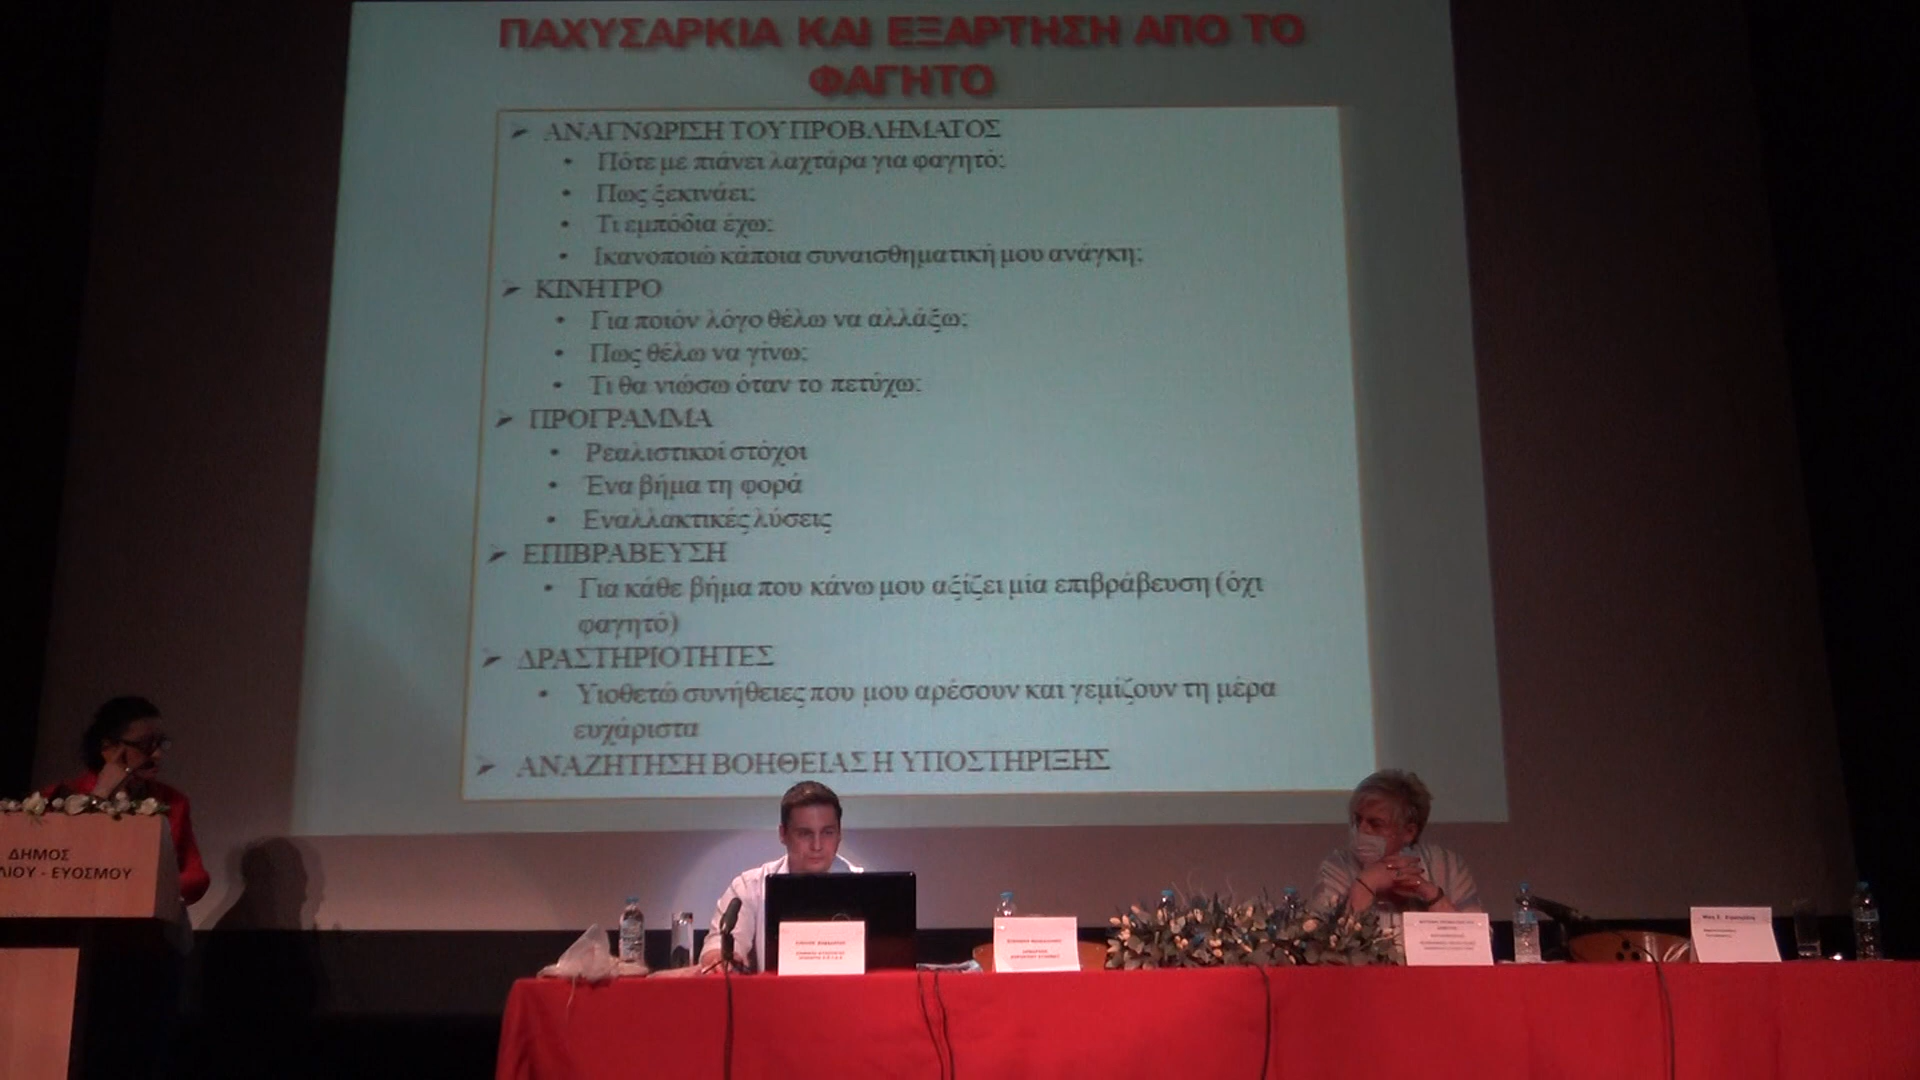 ΠΑΧΥΣΑΡΚΙΑ ΚΑΙ ΕΞΑΡΤΗΣΗ ΑΠΟ ΤΟ
ΦΑΓΗΤΟ
➢ ΑΝΑΓΝΩΡΙΣΗ ΤΟΥ ΠΡΟΒΛΗΜΑΤΟΣ
• Πότε με πιάνει λαχτάρα για φαγητό;
• Πως ξεκινάει;
• Τι εμπόδια έχω;
• Ικανοποιώ κάποια συναισθηματική μου ανάγκη;
➢ ΚΙΝΗΤΡΟ
• Για ποιόν λόγο θέλω να αλλάξω;
• Πως θέλω να γίνω;
• Τι θα νιώσω όταν το πετύχω;
➢ ΠΡΟΓΡΑΜΜΑ
• Ρεαλιστικοί στόχοι
• Ένα βήμα τη φορά
• Εναλλακτικές λύσεις
➢ ΕΠΙΒΡΑΒΕΥΣΗ
• Για κάθε βήμα που κάνω μου αξίζει μία επιβράβευση (όχι
φαγητό)
➢ ΔΡΑΣΤΗΡΙΟΤΗΤΕΣ
• Υιοθετώ συνήθειες που μου αρέσουν και γεμίζουν τη μέρα
ευχάριστα
➢ ΑΝΑΖΗΤΗΣΗ ΒΟΗΘΕΙΑΣ Η ΥΠΟΣΤΗΡΙΞΗΣ
ΔΗΜΟΣ
ΛΙΟΥ - ΕΥΟΣΜΟΥ